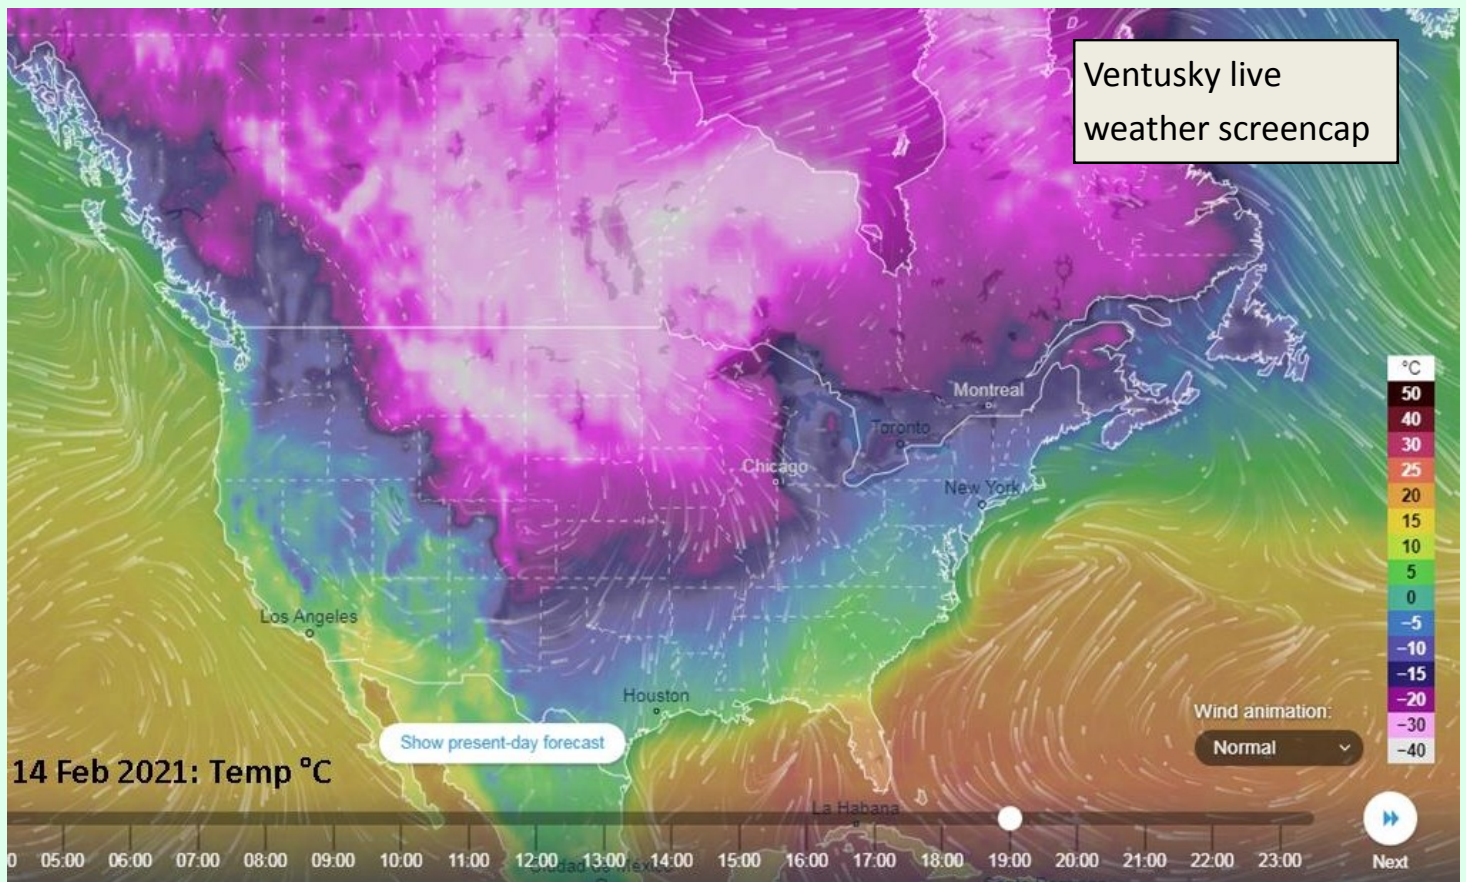 Ventusky live
weather screencap
°C
50
40
30
25
20
15
10
5
0
−5
−10
−15
−20
−30
−40
Montreal
Toronto
Chicago
New York
Los Angeles
Houston
Wind animation:
Normal
Show present-day forecast
14 Feb 2021: Temp °C
La Habana
0 05:00 06:00 07:00 08:00 09:00 10:00 11:00 12:00 13:00 14:00 15:00 16:00 17:00 18:00 19:00 20:00 21:00 22:00 23:00 Next
Ciudad de México